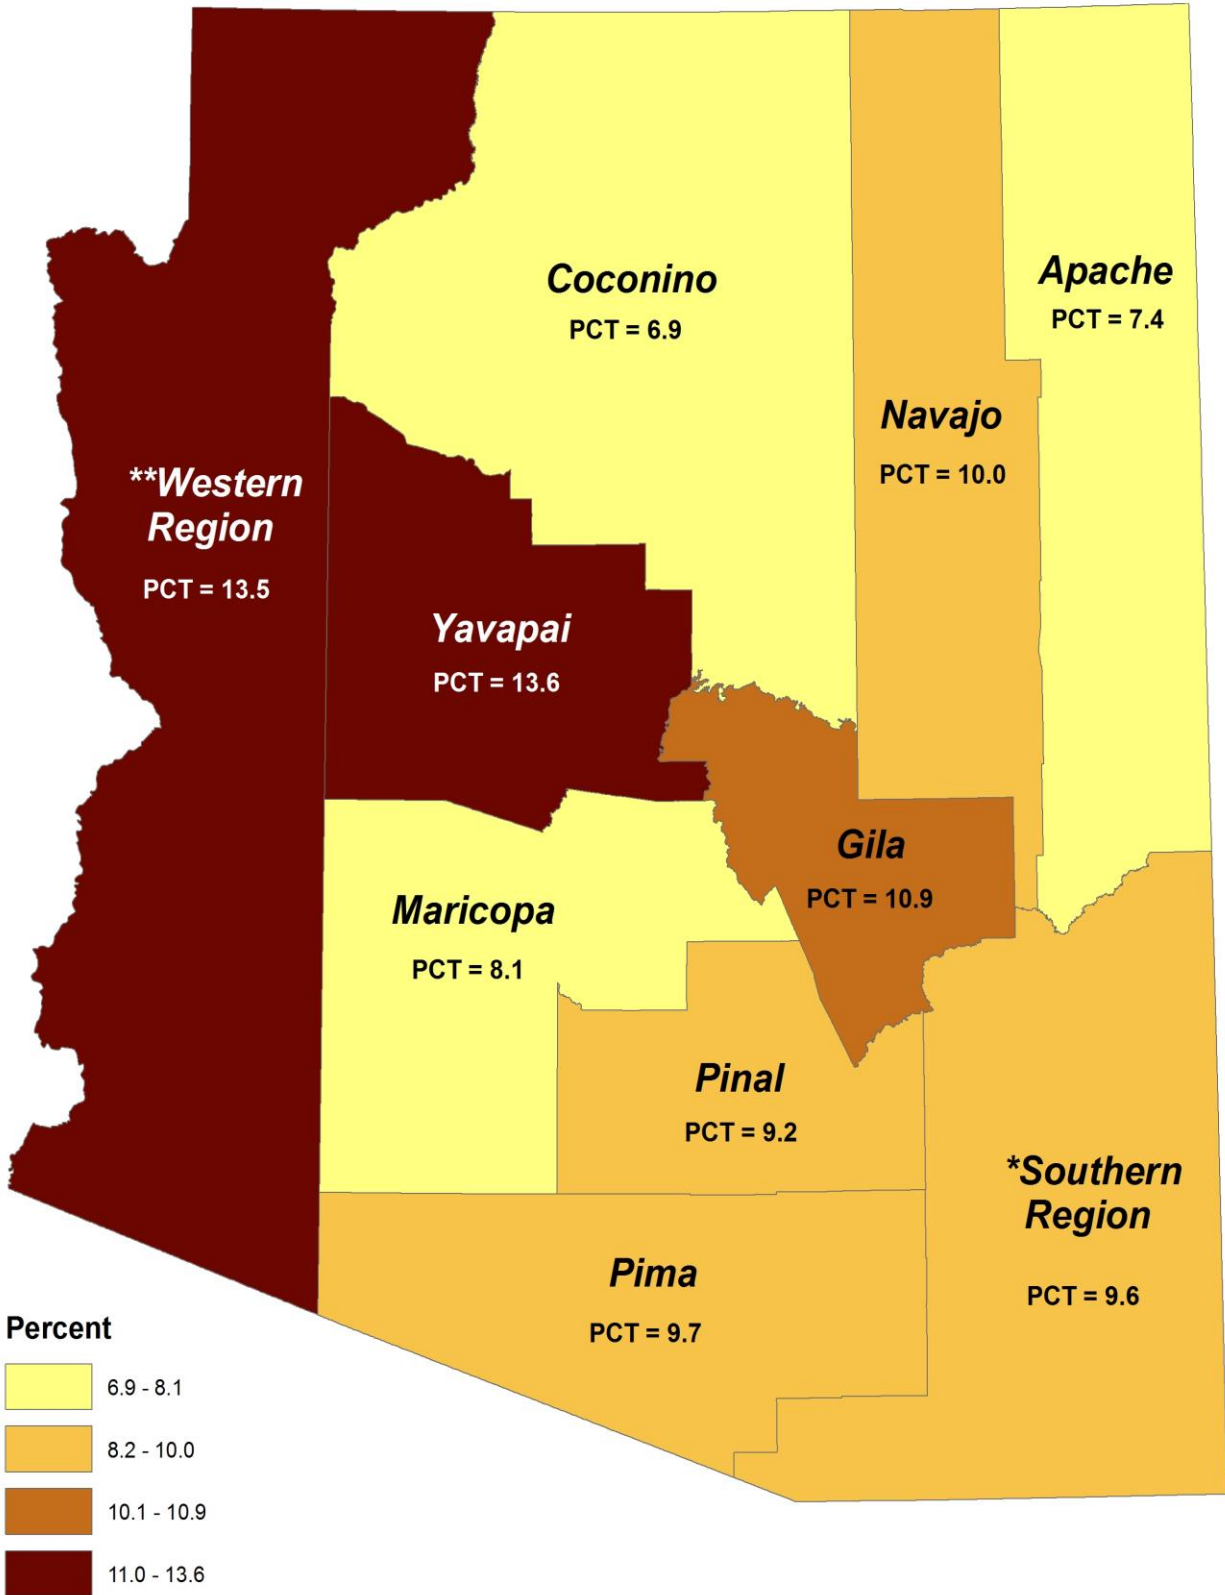 Coconino
PCT = 6.9
Apache
PCT = 7.4
Navajo
PCT = 10.0
**Western
Region
PCT = 13.5
Yavapai
PCT = 13.6
Gila
PCT = 10.9
Maricopa
PCT = 8.1
Pinal
PCT = 9.2
*Southern
Region
PCT = 9.6
Pima
PCT = 9.7
Percent
6.9 - 8.1
8.2 - 10.0
10.1 - 10.9
11.0 - 13.6